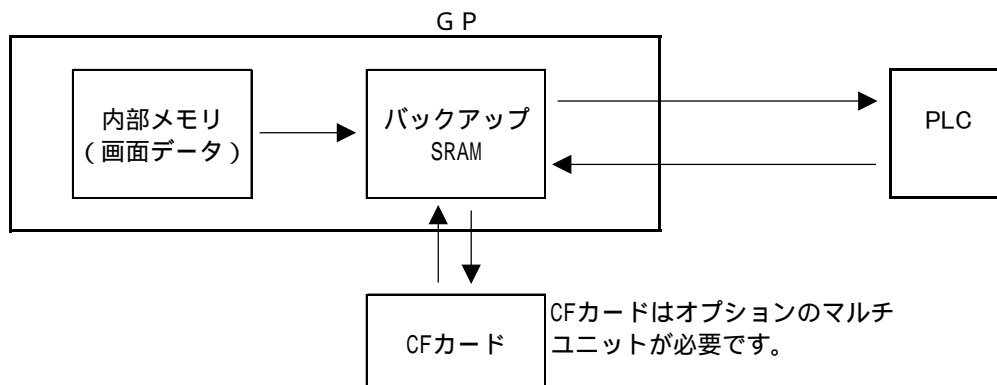 ＧＰ
内部メモリ
（画面データ）
バックアップ
SRAM
PLC
CFカード
CFカードはオプションのマルチ
ユニットが必要です。